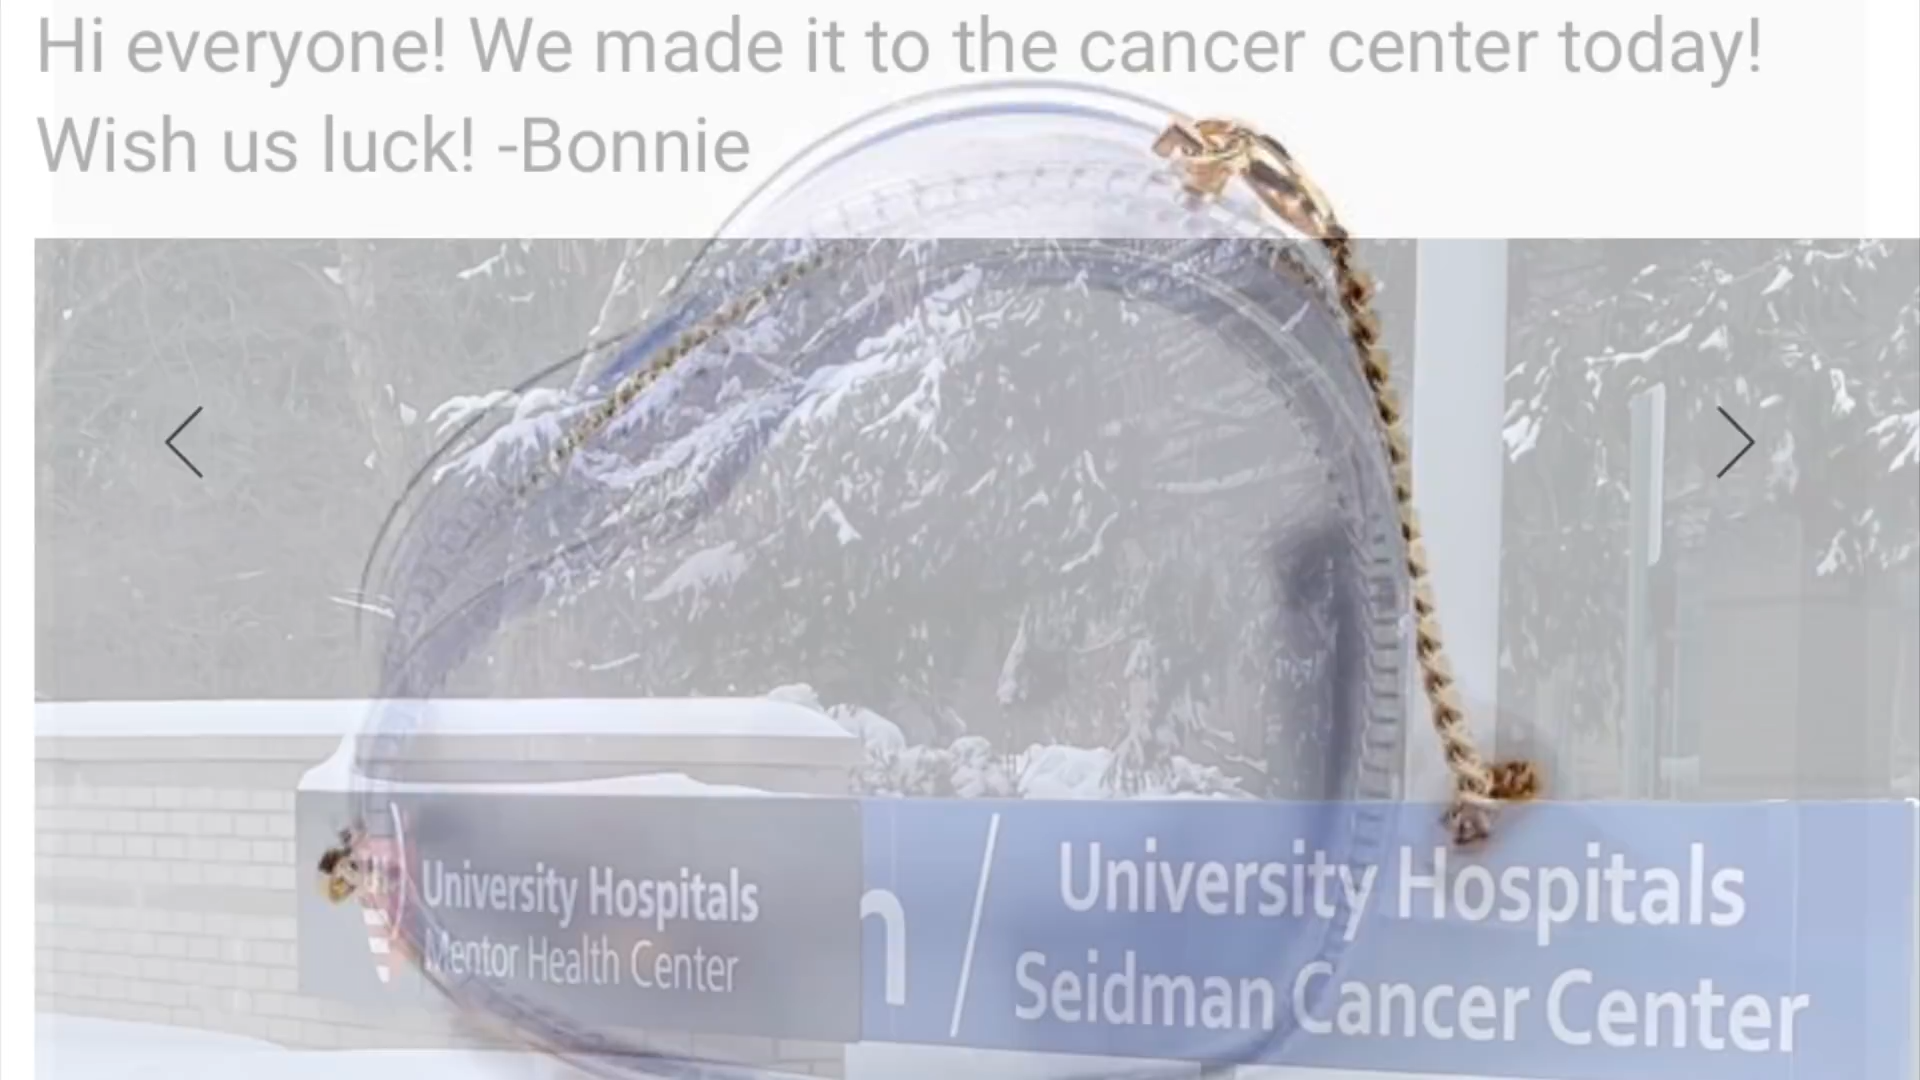 Hi everyone! We made it to the cancer center today!
Wish us luck! -Bonnie
University Hospitals
Mentor Health Center
n / University Hospitals
Seidman Cancer Center